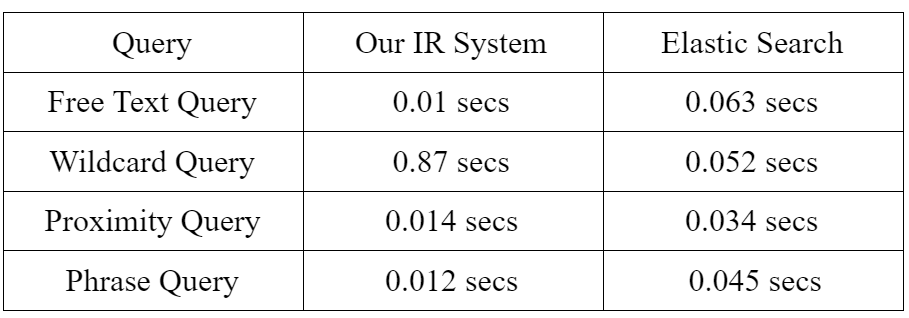 Query Our IR System Elastic Search
Free Text Query 0.01 secs 0.063 secs
Wildcard Query 0.87 secs 0.052 secs
Proximity Query 0.014 secs 0.034 secs
Phrase Query 0.012 secs 0.045 secs